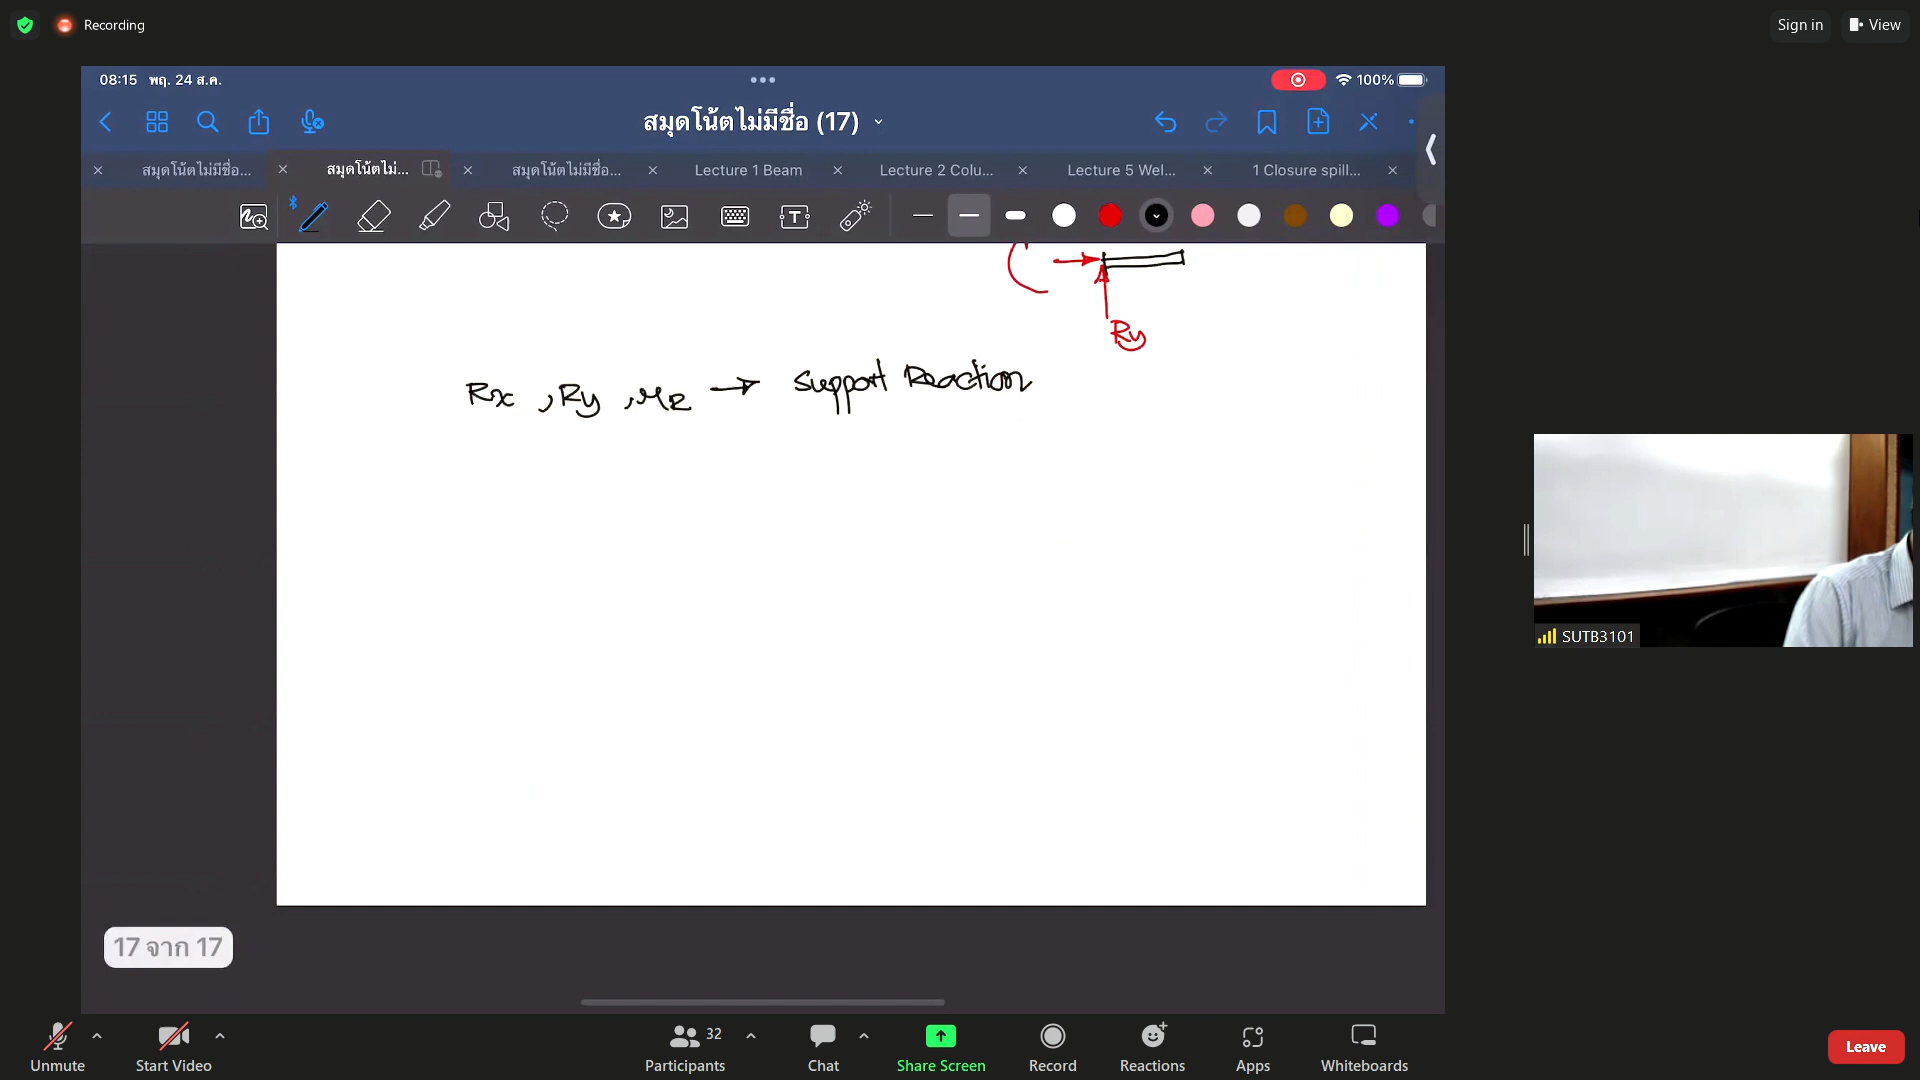 Recording
Sign in
View
08:15 พฤ. 24 ส.ค.
100%
สมุดโน้ตไม่มีชื่อ (17)
สมุดโน้ตไม่มีชื่อ...
สมุดโน้ตไม่...
สมุดโน้ตไม่มีชื่อ...
Lecture 1 Beam
Lecture 2 Colu...
Lecture 5 Wel...
1 Closure spill...
Ry
Rx , Ry , MR → Support Reaction
SUTB3101
17 จาก 17
Unmute
Start Video
32
Participants
Chat
Share Screen
Record
Reactions
Apps
Whiteboards
Leave